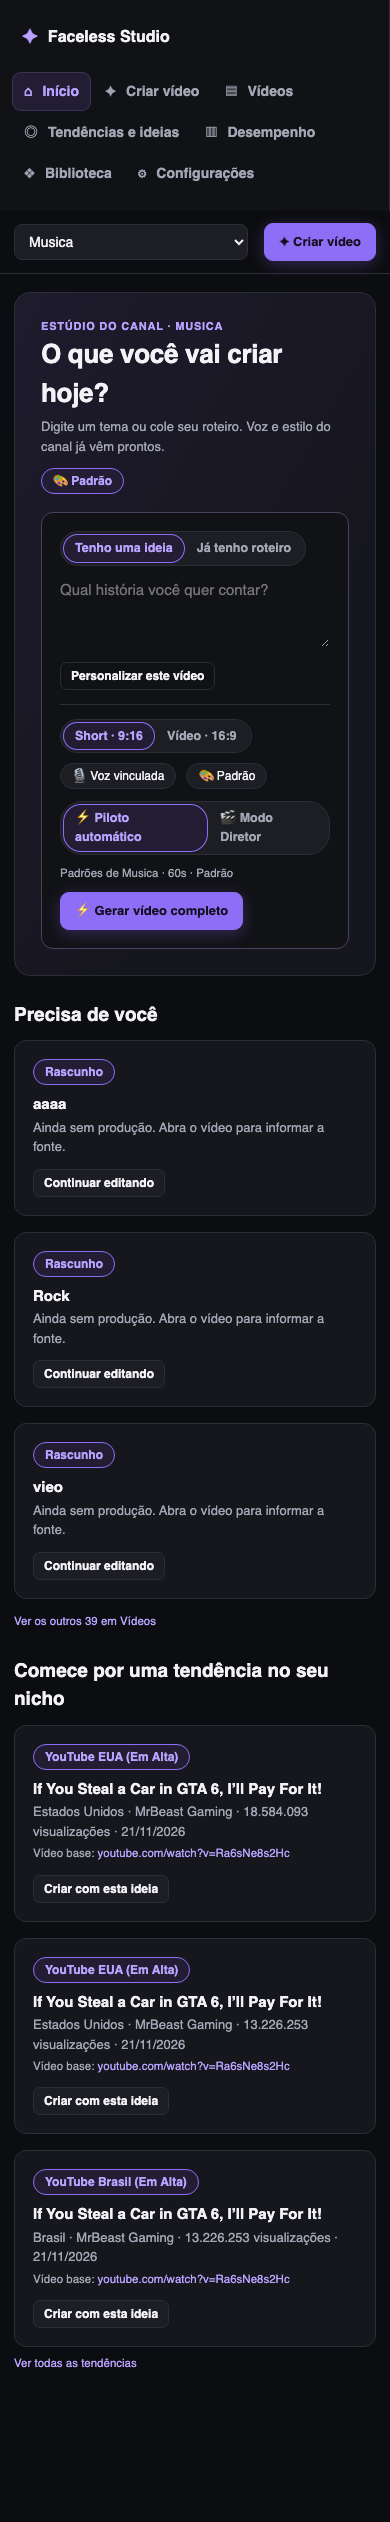 Faceless Studio
Início
Criar vídeo
Vídeos
Tendências e ideias
Desempenho
Biblioteca
Configurações
Musica
✦ Criar vídeo
ESTÚDIO DO CANAL · MUSICA
O que você vai criar
hoje?
Digite um tema ou cole seu roteiro. Voz e estilo do
canal já vêm prontos.
🎨 Padrão
Tenho uma ideia
Já tenho roteiro
Qual história você quer contar?
Personalizar este vídeo
Short · 9:16
Vídeo · 16:9
🎙 Voz vinculada
🎨 Padrão
⚡ Piloto
automático
🎬 Modo
Diretor
Padrões de Musica · 60s · Padrão
⚡ Gerar vídeo completo
Precisa de você
Rascunho
aaaa
Ainda sem produção. Abra o vídeo para informar a
fonte.
Continuar editando
Rascunho
Rock
Ainda sem produção. Abra o vídeo para informar a
fonte.
Continuar editando
Rascunho
vieo
Ainda sem produção. Abra o vídeo para informar a
fonte.
Continuar editando
Ver os outros 39 em Vídeos
Comece por uma tendência no seu
nicho
YouTube EUA (Em Alta)
If You Steal a Car in GTA 6, I’ll Pay For It!
Estados Unidos · MrBeast Gaming · 18.584.093
visualizações · 21/11/2026
Vídeo base: youtube.com/watch?v=Ra6sNe8s2Hc
Criar com esta ideia
YouTube EUA (Em Alta)
If You Steal a Car in GTA 6, I’ll Pay For It!
Estados Unidos · MrBeast Gaming · 13.226.253
visualizações · 21/11/2026
Vídeo base: youtube.com/watch?v=Ra6sNe8s2Hc
Criar com esta ideia
YouTube Brasil (Em Alta)
If You Steal a Car in GTA 6, I’ll Pay For It!
Brasil · MrBeast Gaming · 13.226.253 visualizações ·
21/11/2026
Vídeo base: youtube.com/watch?v=Ra6sNe8s2Hc
Criar com esta ideia
Ver todas as tendências